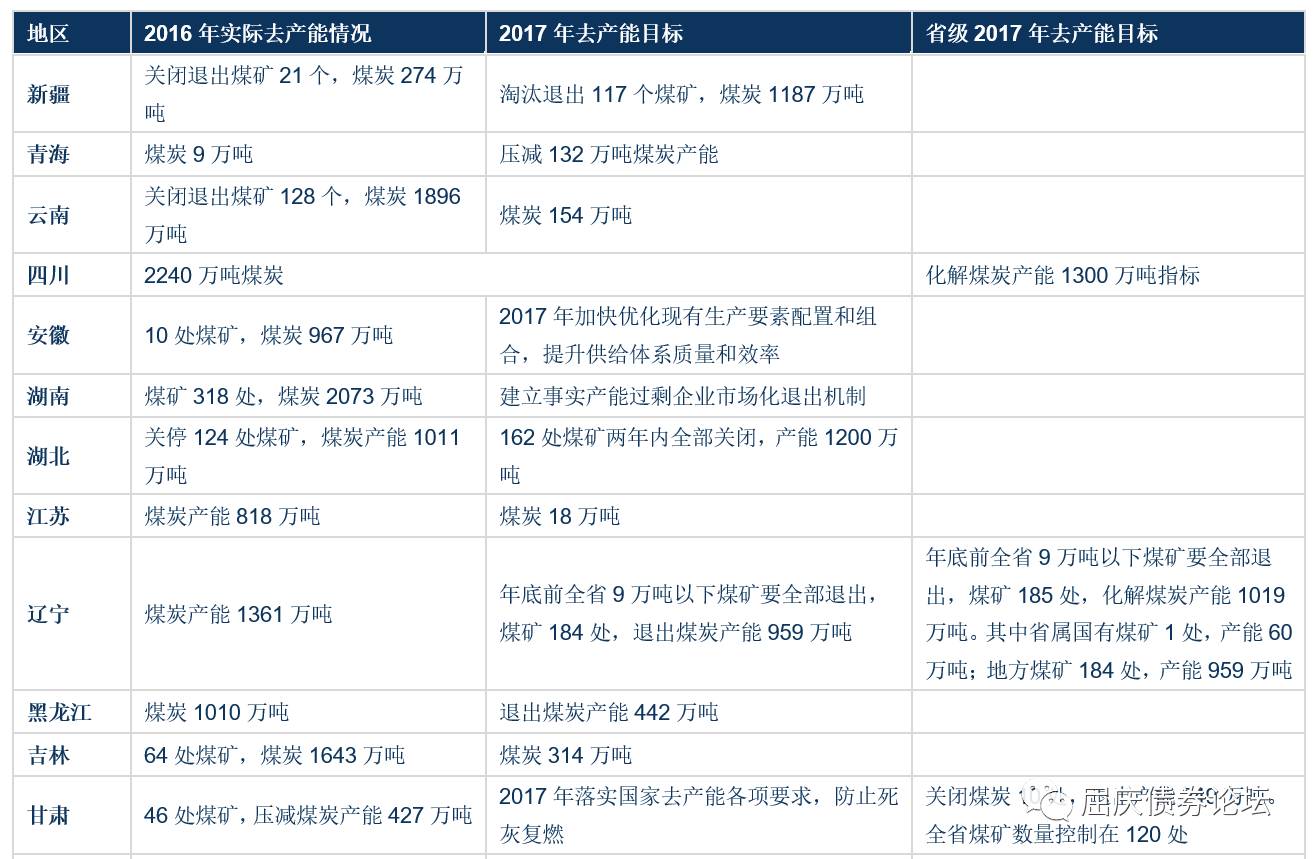 地区 2016 年实际去产能情况 2017 年去产能目标 省级 2017 年去产能目标
新疆
关闭退出煤矿 21 个，煤炭 274 万
吨
淘汰退出 117 个煤矿，煤炭 1187 万吨
青海 煤炭 9 万吨 压减 132 万吨煤炭产能
云南
关闭退出煤矿 128 个，煤炭 1896
万吨
煤炭 154 万吨
四川 2240 万吨煤炭 化解煤炭产能 1300 万吨指标
安徽 10 处煤矿，煤炭 967 万吨
2017 年加快优化现有生产要素配置和组
合，提升供给体系质量和效率
湖南 煤矿 318 处，煤炭 2073 万吨 建立事实产能过剩企业市场化退出机制
湖北
关停 124 处煤矿，煤炭产能 1011
万吨
162 处煤矿两年内全部关闭，产能 1200 万
吨
江苏 煤炭产能 818 万吨 煤炭 18 万吨
辽宁 煤炭产能 1361 万吨
年底前全省 9 万吨以下煤矿要全部退出，
煤矿 184 处，退出煤炭产能 959 万吨
年底前全省 9 万吨以下煤矿要全部退
出，煤矿 185 处，化解煤炭产能 1019
万吨。其中省属国有煤矿 1 处，产能 60
万吨；地方煤矿 184 处，产能 959 万吨
黑龙江 煤炭 1010 万吨 退出煤炭产能 442 万吨
吉林 64 处煤矿，煤炭 1643 万吨 煤炭 314 万吨
甘肃 46 处煤矿，压减煤炭产能 427 万吨
2017 年落实国家去产能各项要求，防止死
灰复燃
关闭煤炭
全省煤矿数量控制在 120 处
屈庆债券论坛